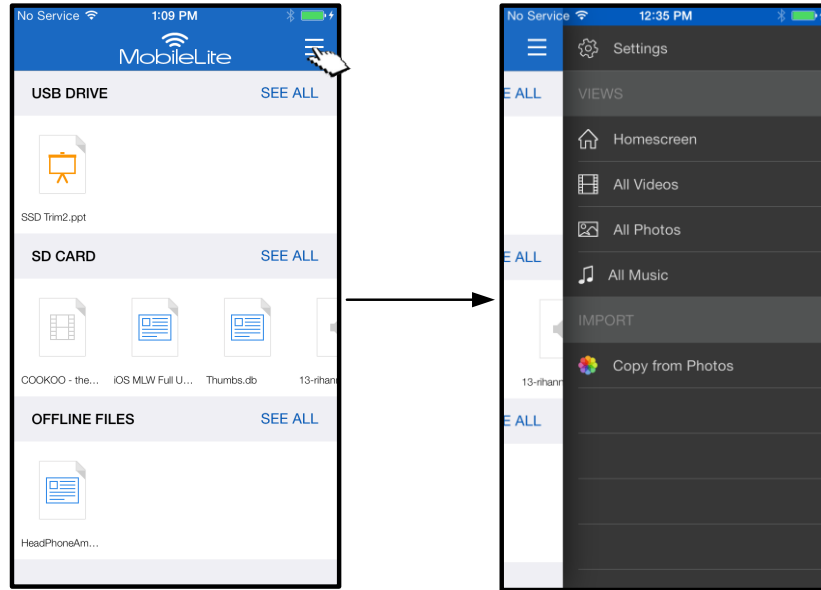 No Service 1:09 PM
MobileLite
USB DRIVE SEE ALL
SSD Trim2.ppt
SD CARD SEE ALL
COOKOO - the... iOS MLW Full U... Thumbs.db 13-rihann
OFFLINE FILES SEE ALL
HeadPhoneAm...
No Service 12:35 PM
Settings
E ALL VIEWS
Homescreen
All Videos
All Photos
E ALL
All Music
IMPORT
Copy from Photos
13-rihann
E ALL